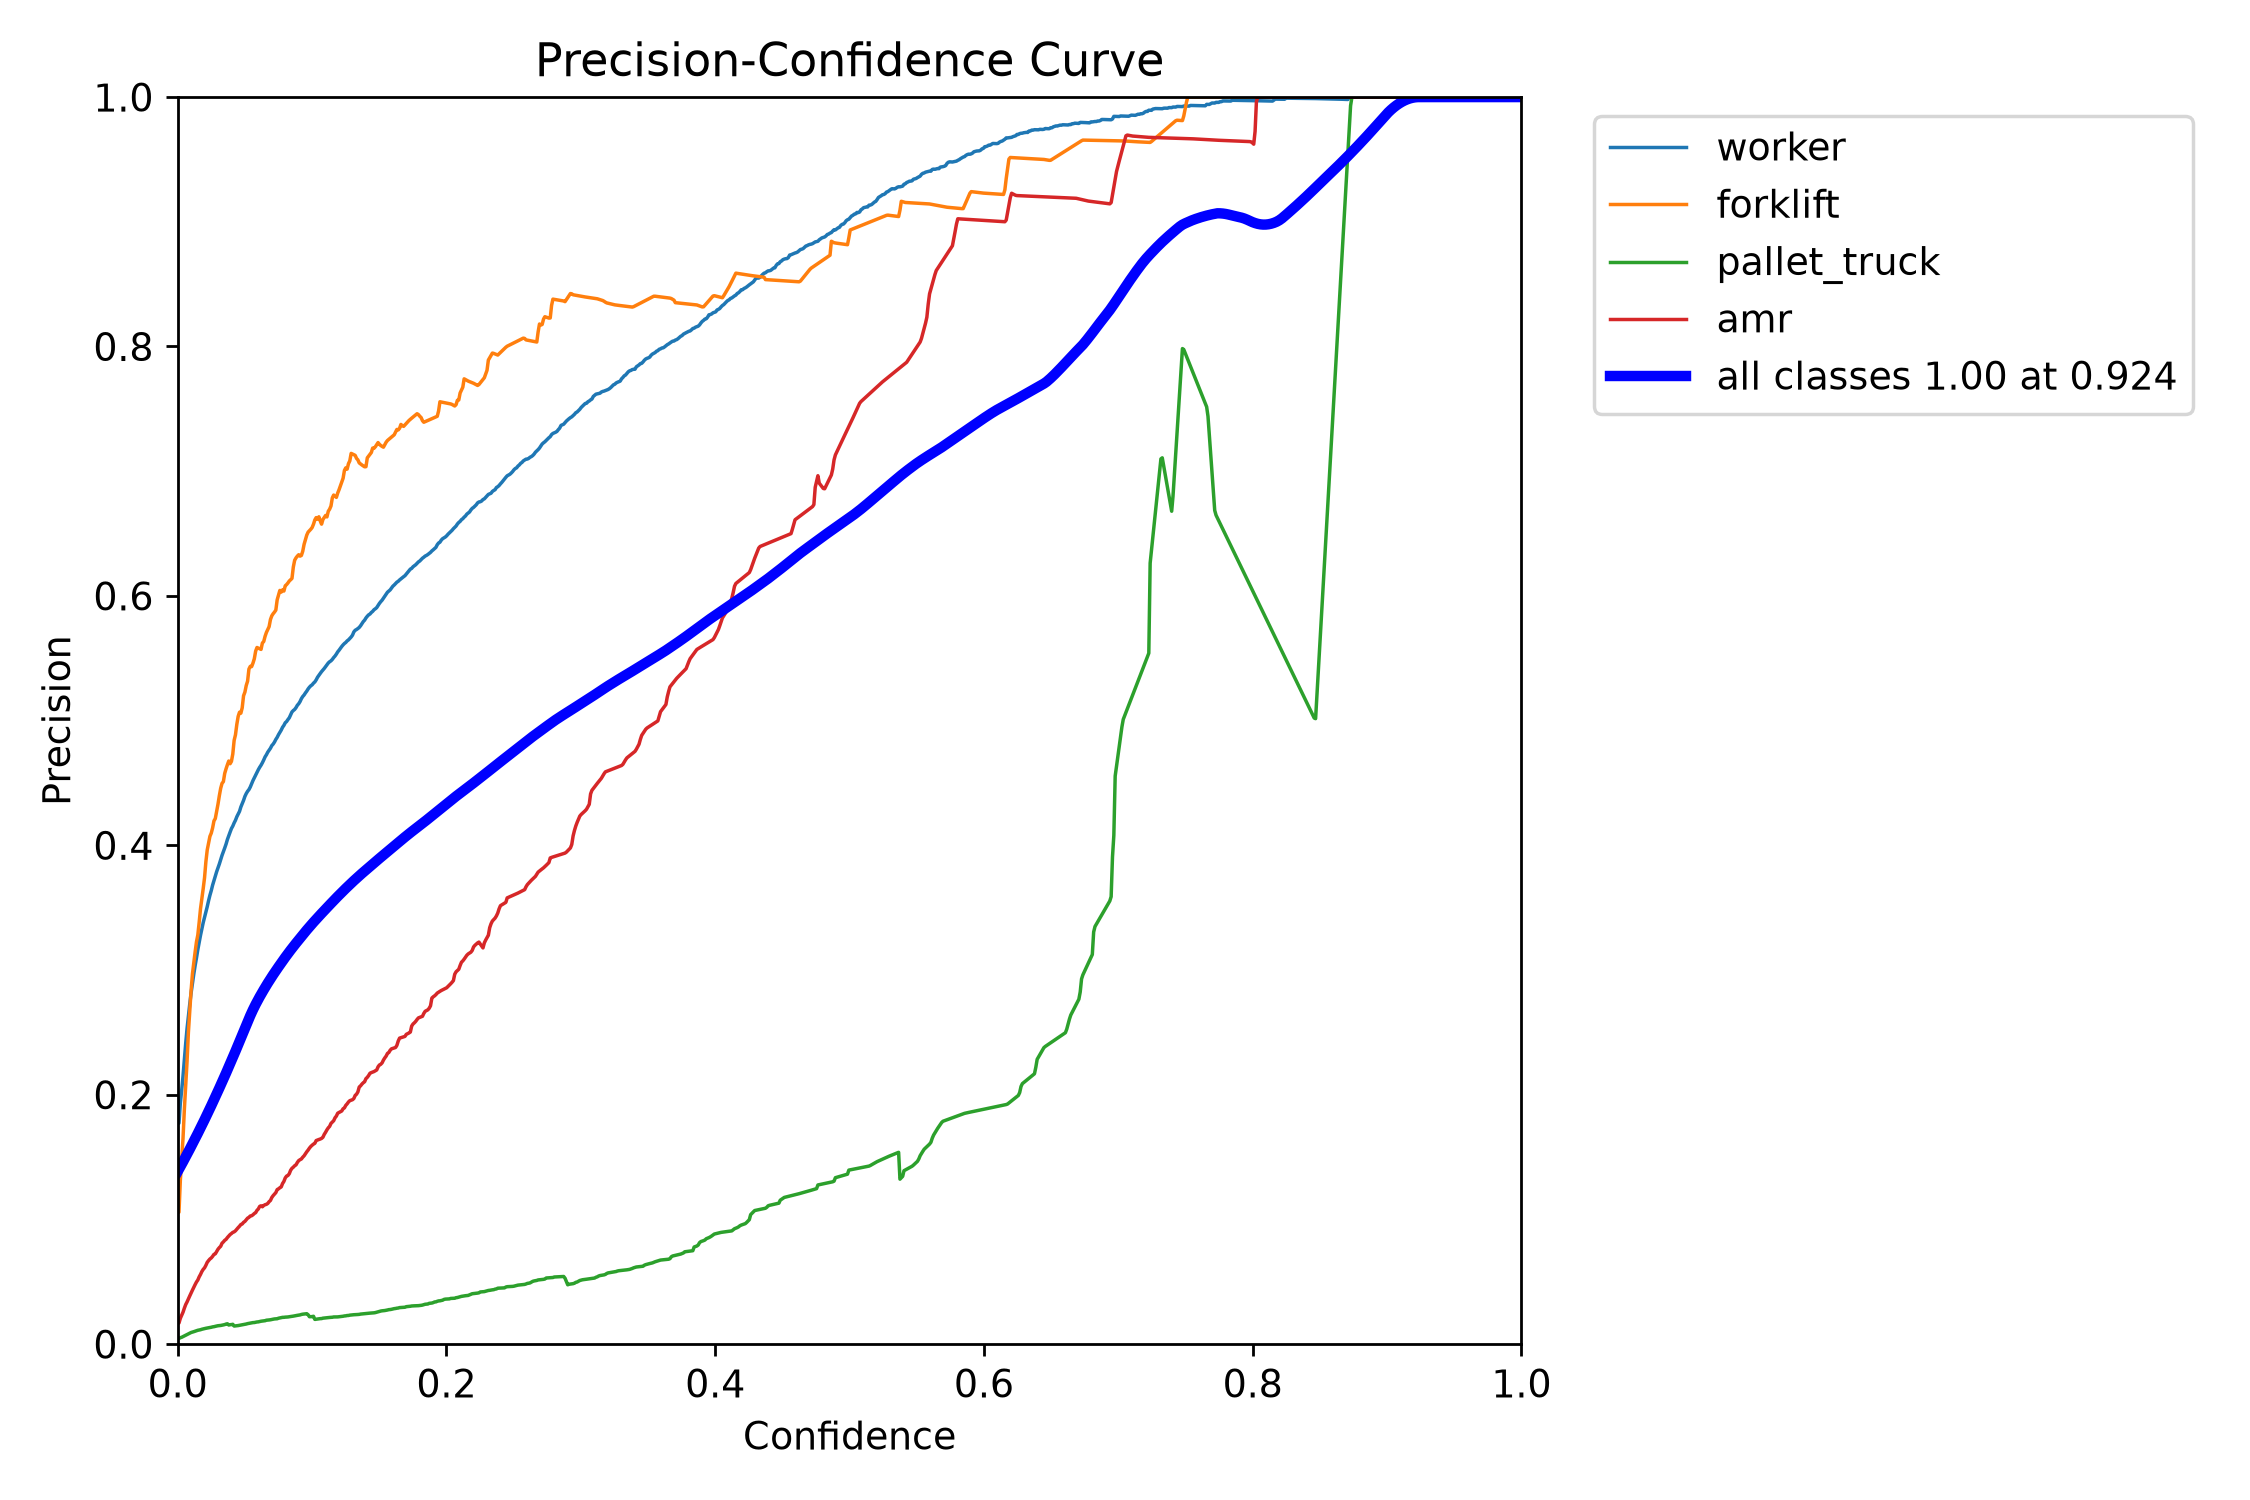 Precision-Confidence Curve
1.0
0.8
0.6
0.4
0.2
0.0
Precision
0.0 0.2 0.4 0.6 0.8 1.0
Confidence
worker
forklift
pallet_truck
amr
all classes 1.00 at 0.924